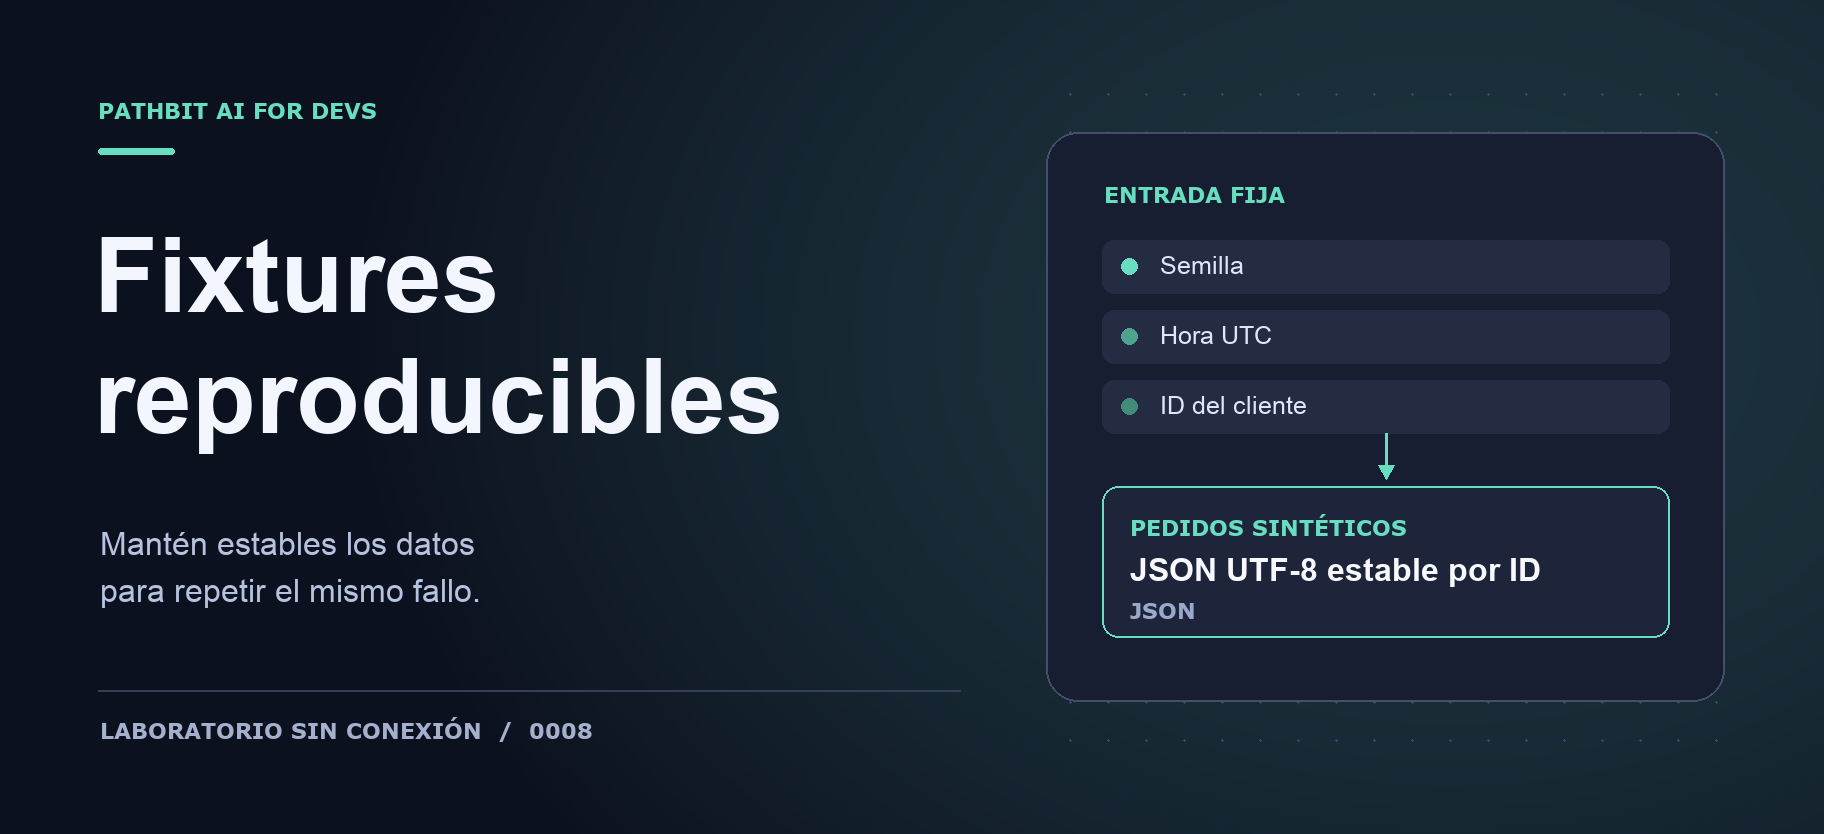 PATHBIT AI FOR DEVS
Fixtures
reproducibles
Mantén estables los datos
para repetir el mismo fallo.
LABORATORIO SIN CONEXIÓN / 0008
ENTRADA FIJA
Semilla
Hora UTC
ID del cliente
PEDIDOS SINTÉTICOS
JSON UTF-8 estable por ID
JSON